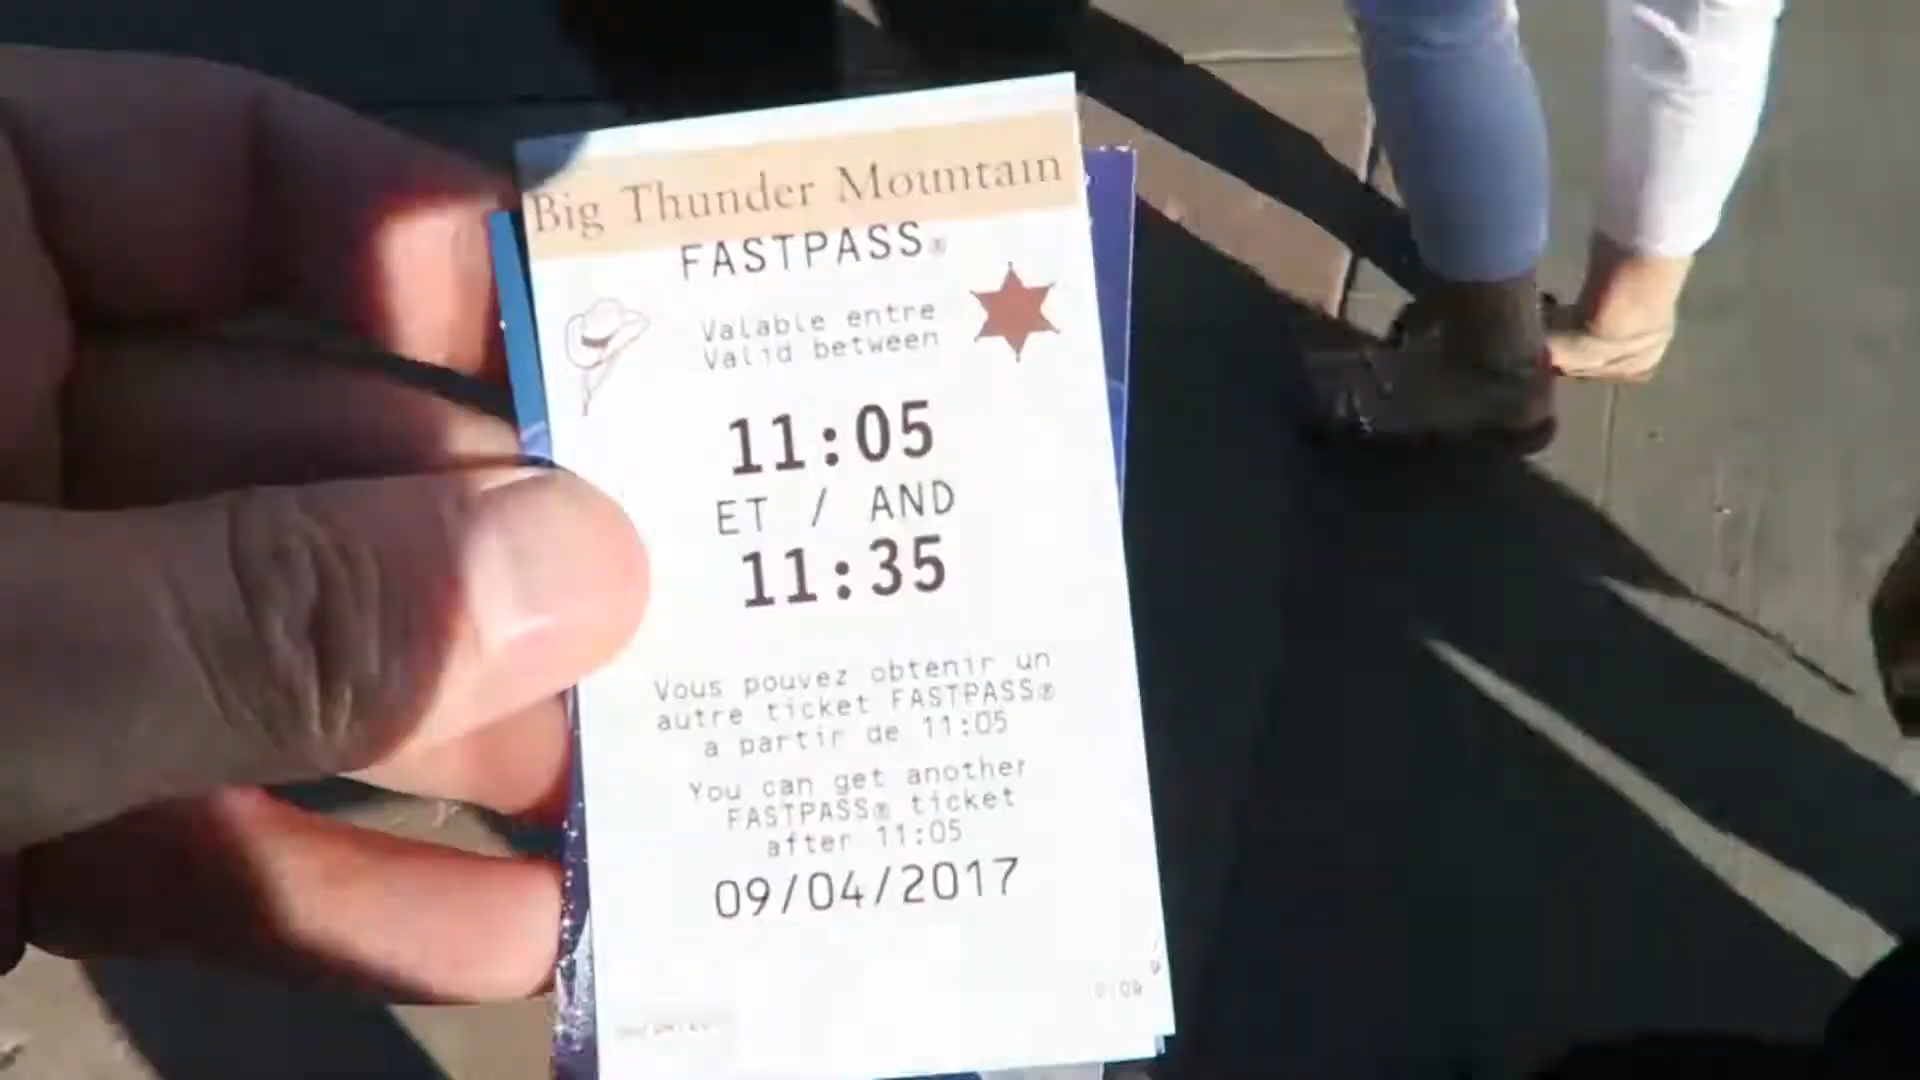 Big Thunder Mountain
FASTPASS®
Valable entre
Valid between
11:05
ET / AND
11:35
Vous pouvez obtenir un
autre ticket FASTPASS®
a partir de 11:05
You can get another
FASTPASS® ticket
after 11:05
09/04/2017